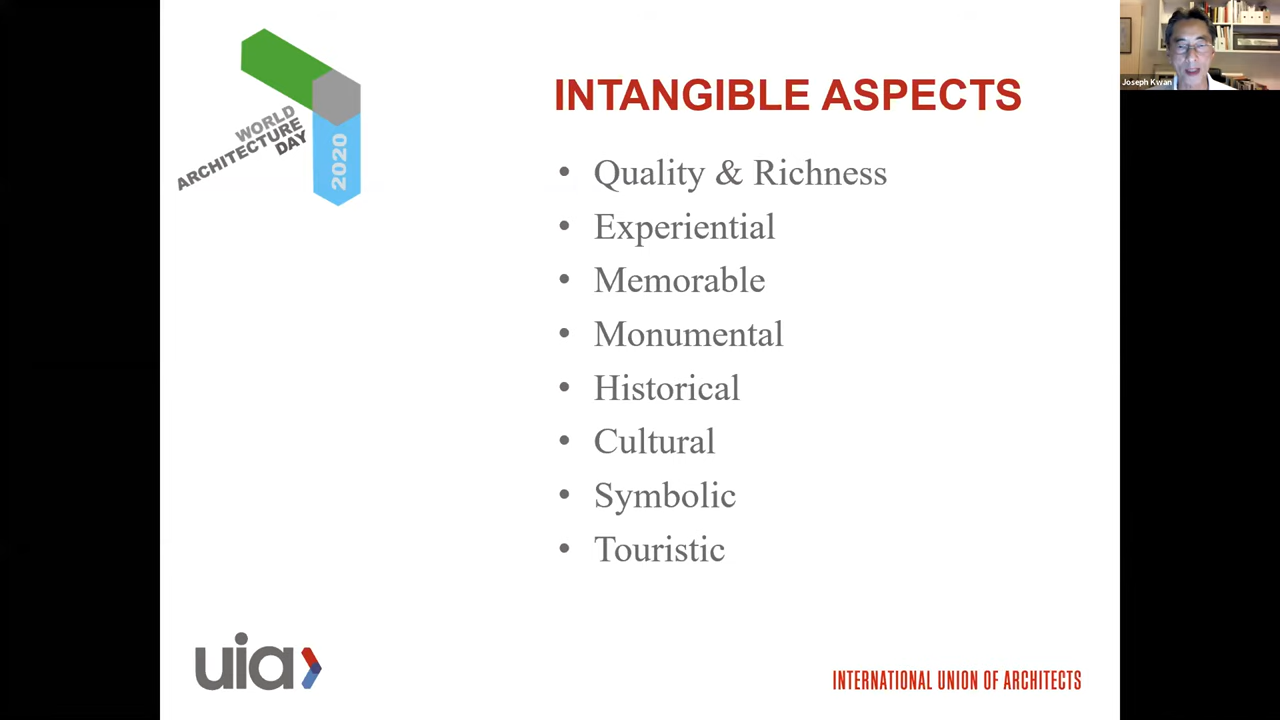 WORLD
ARCHITECTURE
DAY
2020
INTANGIBLE ASPECTS
• Quality & Richness
• Experiential
• Memorable
• Monumental
• Historical
• Cultural
• Symbolic
• Touristic
uia
INTERNATIONAL UNION OF ARCHITECTS
Joseph Kwan